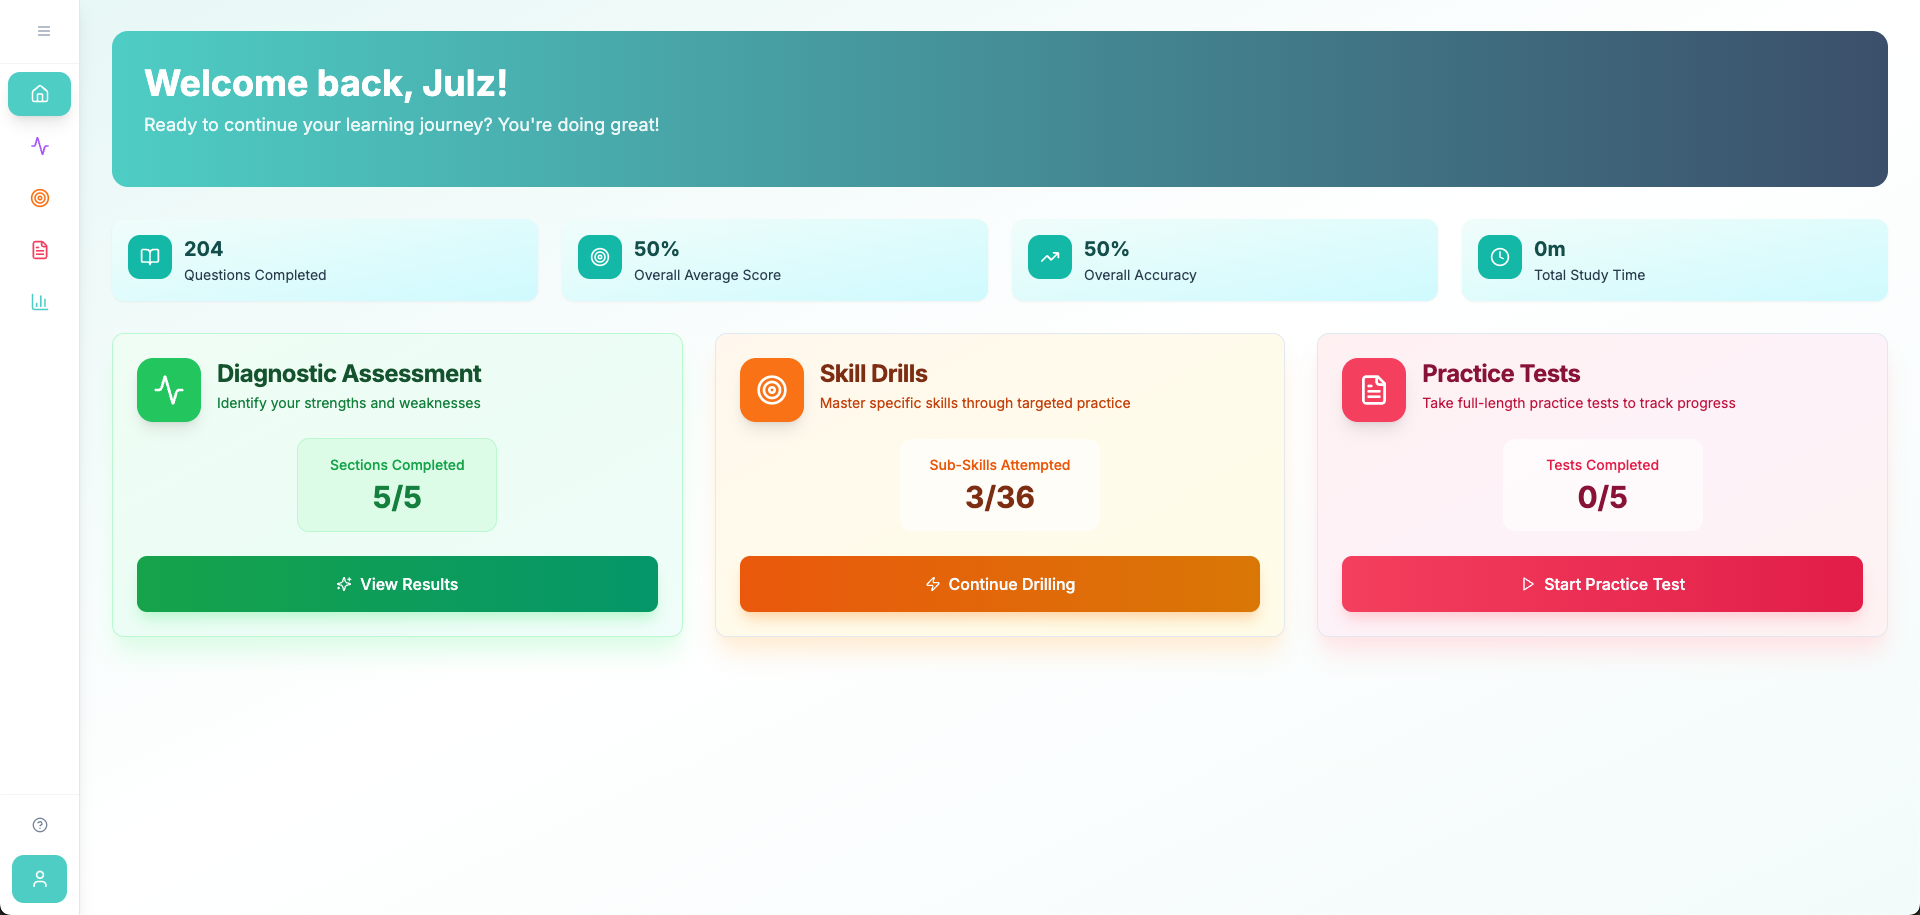 Welcome back, Julz!
Ready to continue your learning journey? You're doing great!
204
Questions Completed
50%
Overall Average Score
50%
Overall Accuracy
0m
Total Study Time
Diagnostic Assessment
Identify your strengths and weaknesses
Sections Completed
5/5
View Results
Skill Drills
Master specific skills through targeted practice
Sub-Skills Attempted
3/36
Continue Drilling
Practice Tests
Take full-length practice tests to track progress
Tests Completed
0/5
Start Practice Test